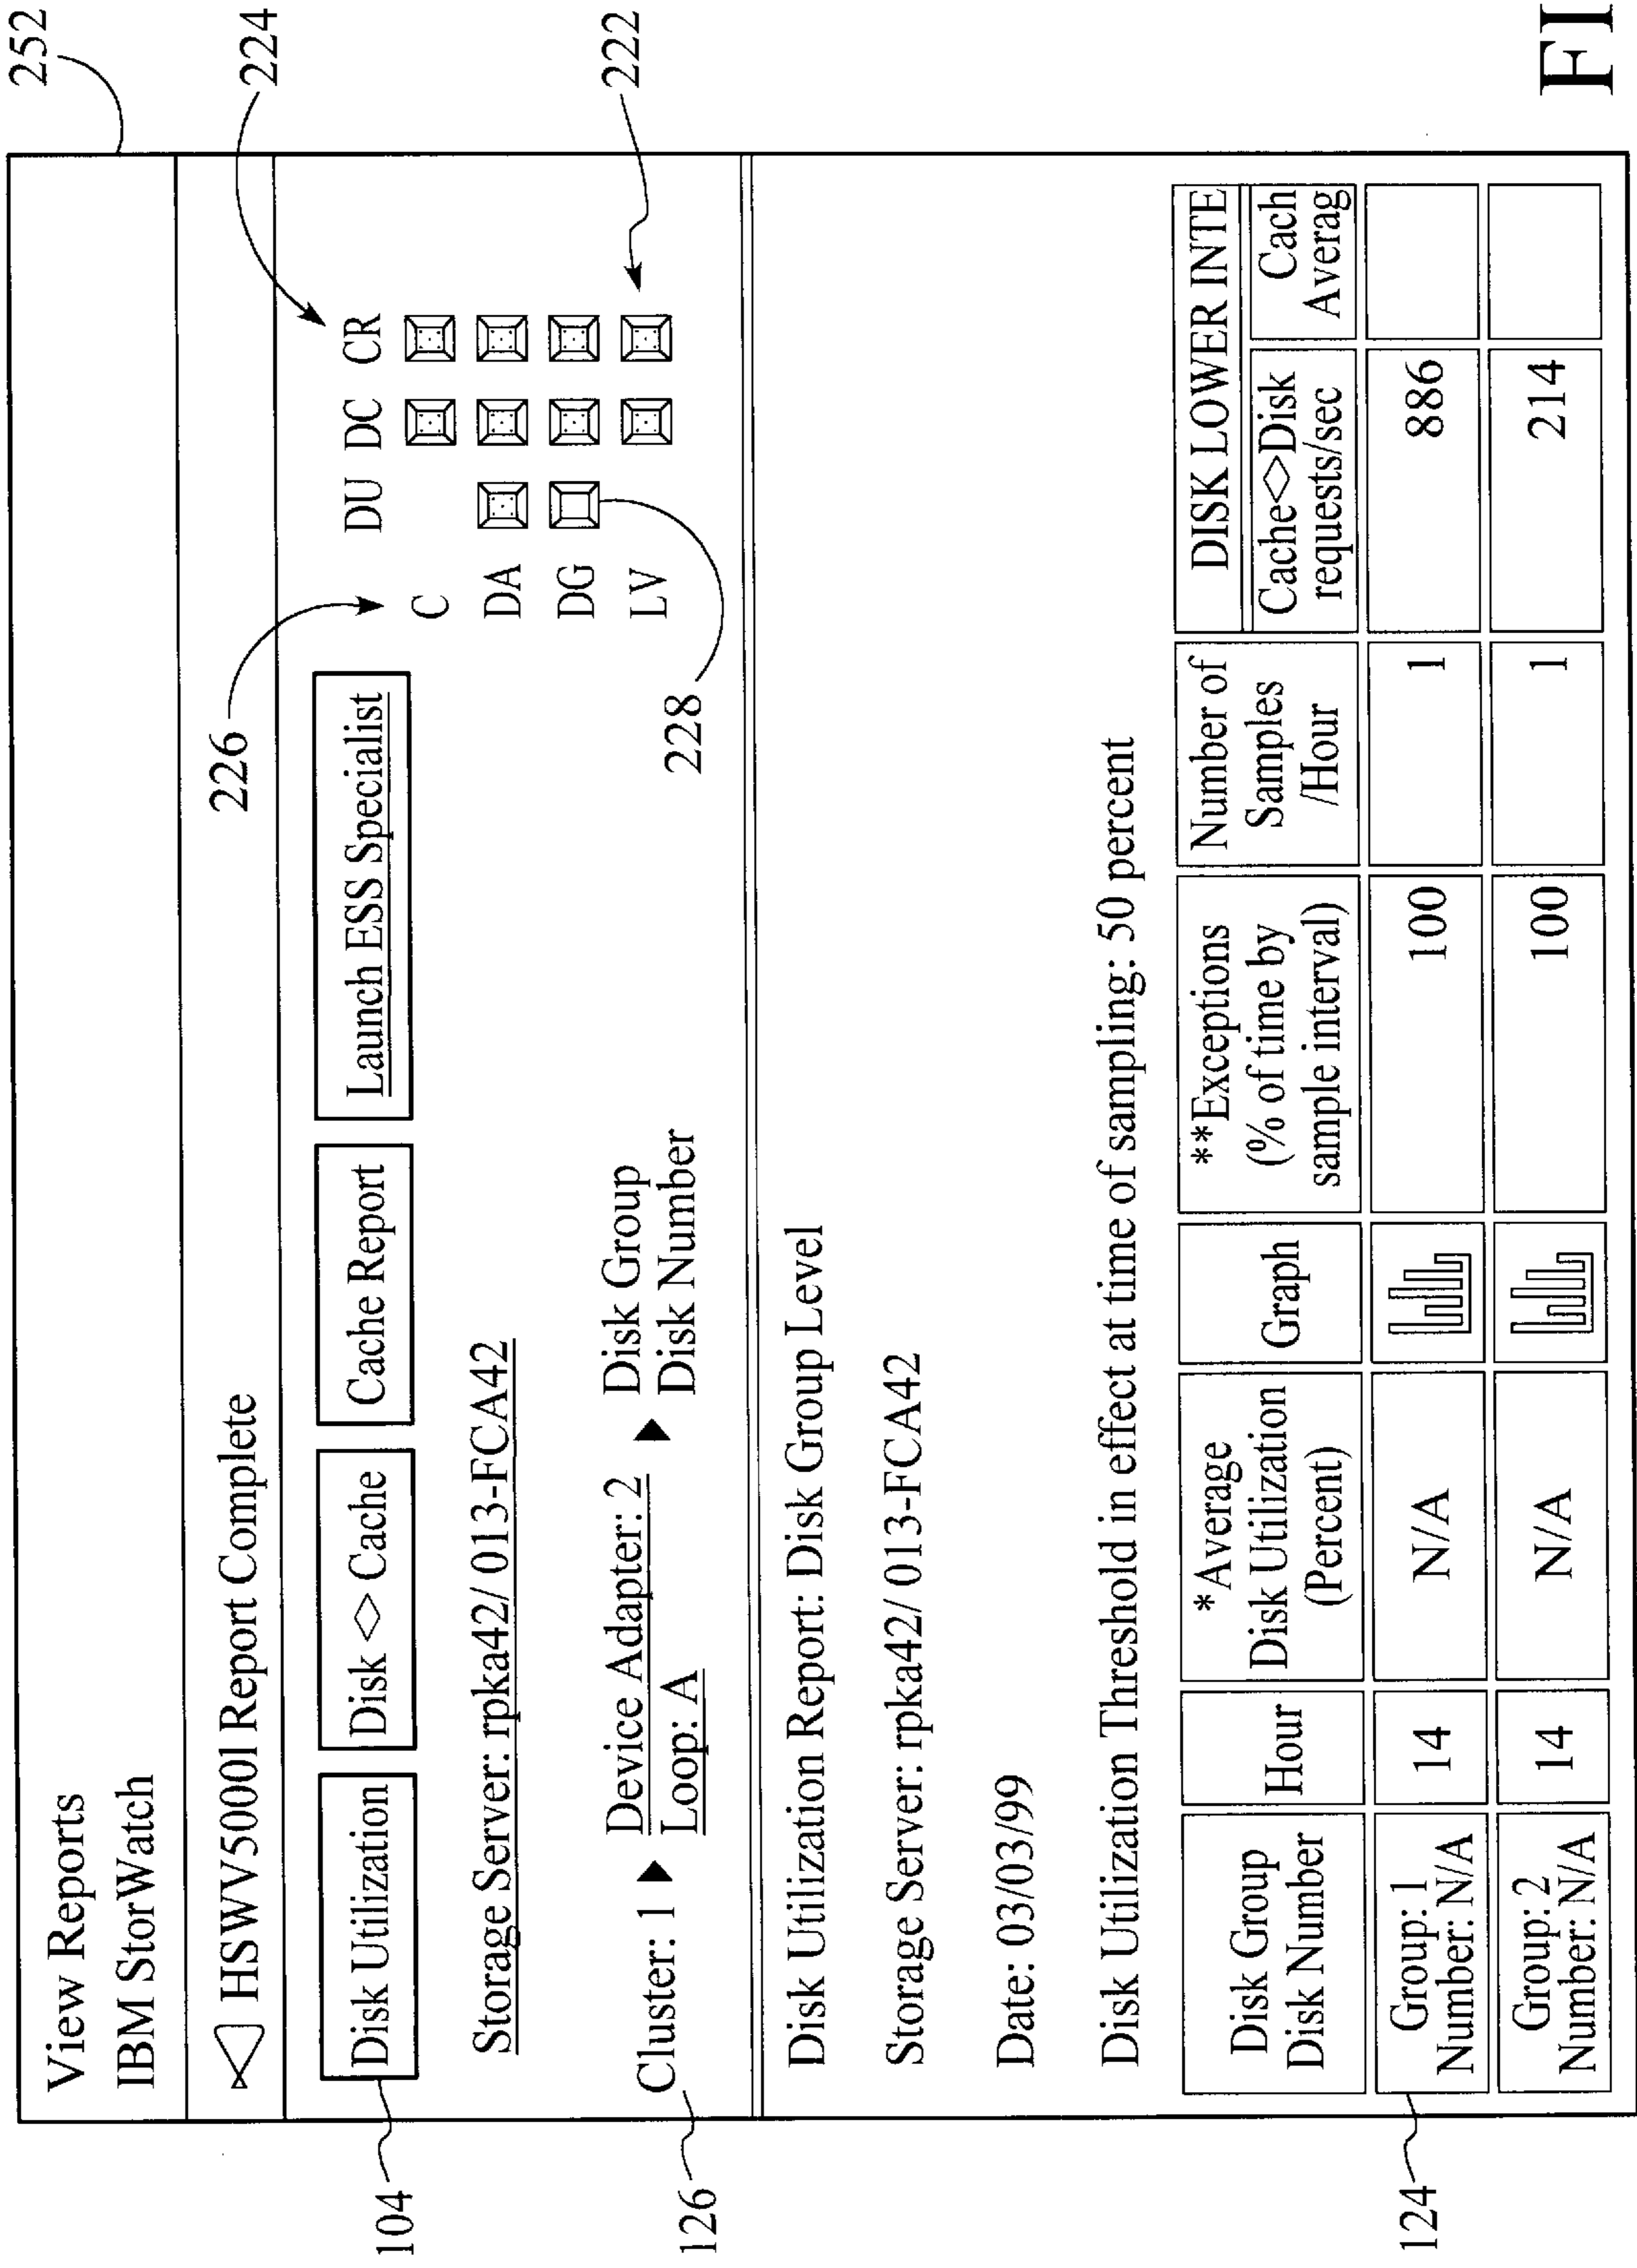 252
View Reports
IBM StorWatch
HSWV5000I Report Complete
224
226
Disk Utilization
Disk <> Cache
Cache Report
Launch ESS Specialist
104
DU DC CR
C
DA
DG
LV
222
228
Storage Server: rpka42/ 013-FCA42
Cluster: 1
Device Adapter: 2
Loop: A
Disk Group
Disk Number
126
Disk Utilization Report: Disk Group Level
Storage Server: rpka42/ 013-FCA42
Date: 03/03/99
Disk Utilization Threshold in effect at time of sampling: 50 percent
Disk Group
Disk Number
Hour
*Average
Disk Utilization
(Percent)
Graph
**Exceptions
(% of time by
sample interval)
Number of
Samples
/Hour
DISK LOWER INTE
Cache<>Disk
requests/sec
Cach
Averag
Group: 1
Number: N/A
14
N/A
100
1
886
Group: 2
Number: N/A
14
N/A
100
1
214
124
FI